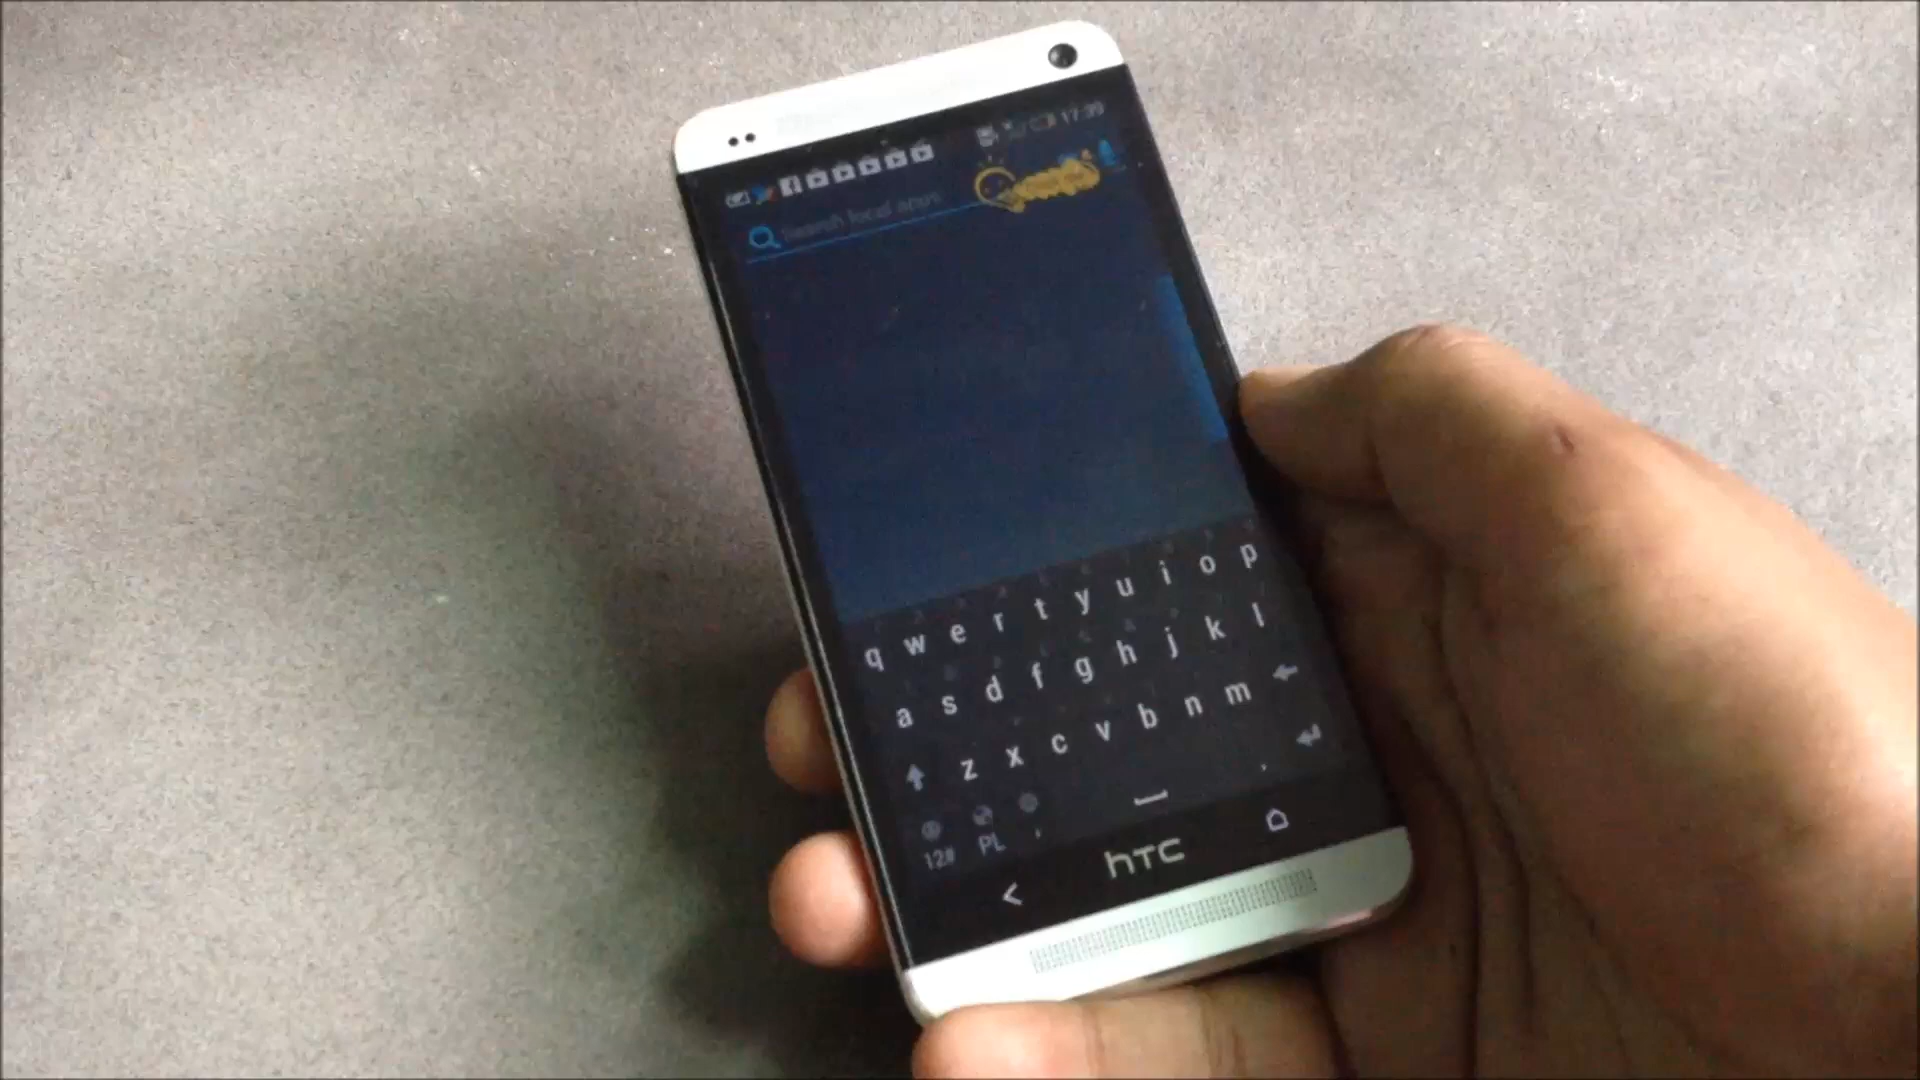 17:39
Search local apps
q w e r t y u i o p
a s d f g h j k l
z x c v b n m
12# PL , .
hTC